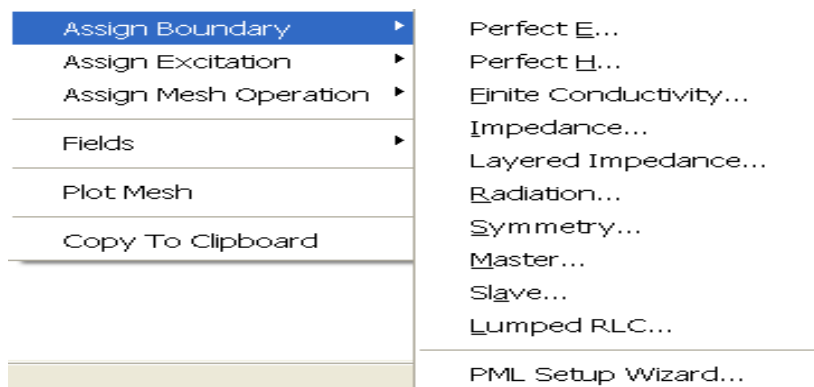 Assign Boundary
Assign Excitation
Assign Mesh Operation
Fields
Plot Mesh
Copy To Clipboard
Perfect E...
Perfect H...
Finite Conductivity...
Impedance...
Layered Impedance...
Radiation...
Symmetry...
Master...
Slave...
Lumped RLC...
PML Setup Wizard...